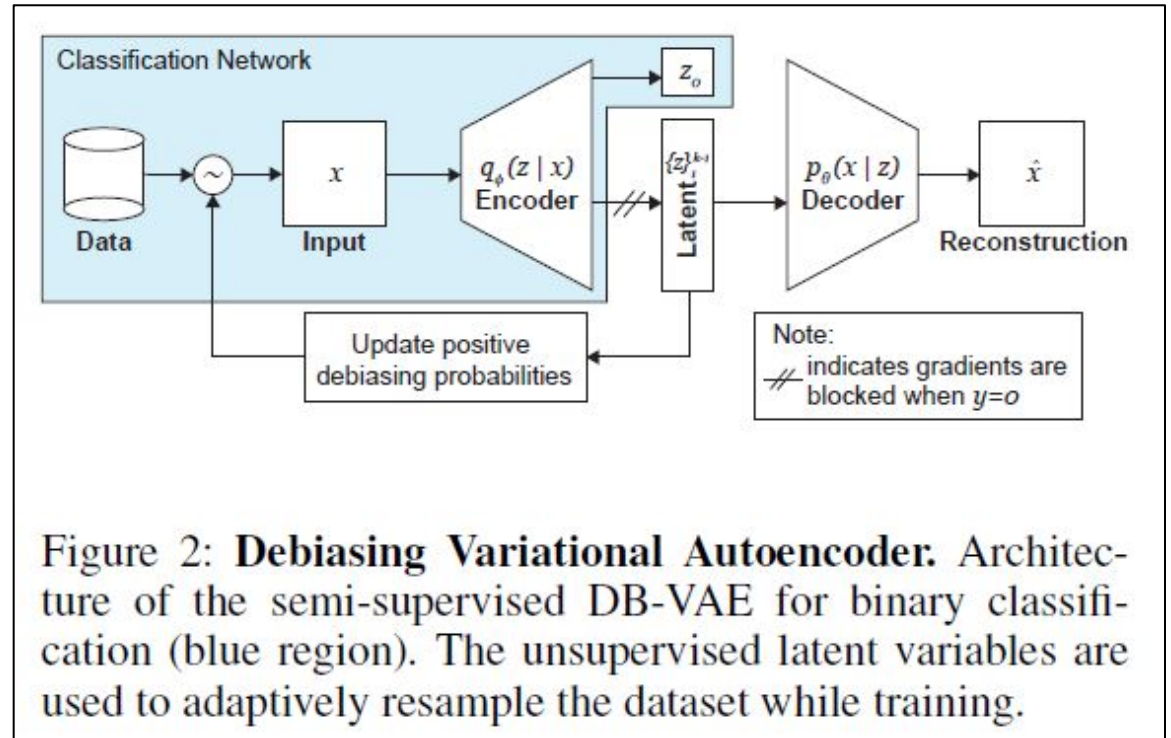 Classification Network
z_o
{z}^{k-1}
~
x
q_ϕ(z | x)
Encoder
Latent
p_θ(x | z)
Decoder
x̂
Data
Input
Reconstruction
Update positive
debiasing probabilities
Note:
indicates gradients are
blocked when y=o
Figure 2: Debiasing Variational Autoencoder. Architec-
ture of the semi-supervised DB-VAE for binary classifi-
cation (blue region). The unsupervised latent variables are
used to adaptively resample the dataset while training.